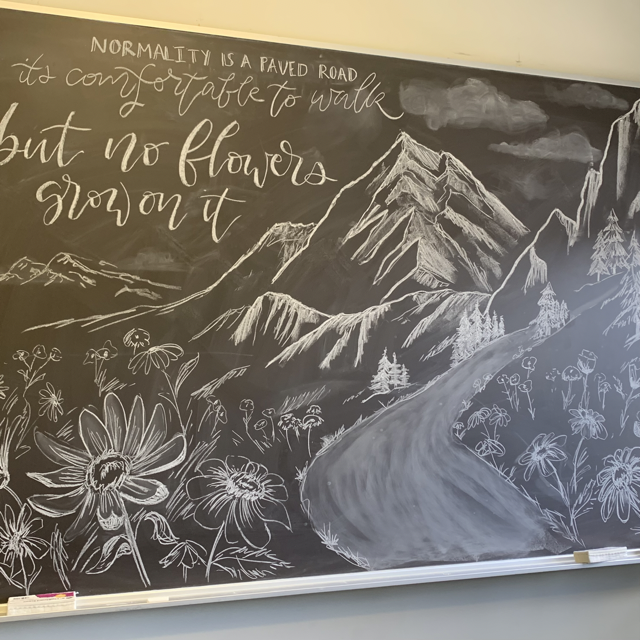 NORMALITY IS A PAVED ROAD
it's comfortable to walk
but no flowers
grow on it